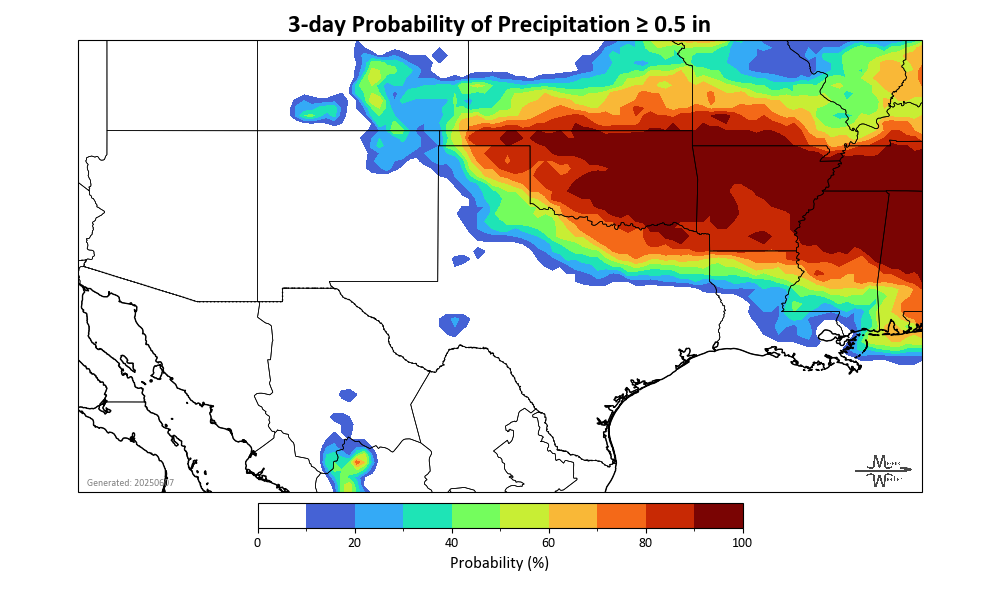 3-day Probability of Precipitation ≥ 0.5 in
Generated: 20250607
0 20 40 60 80 100
Probability (%)